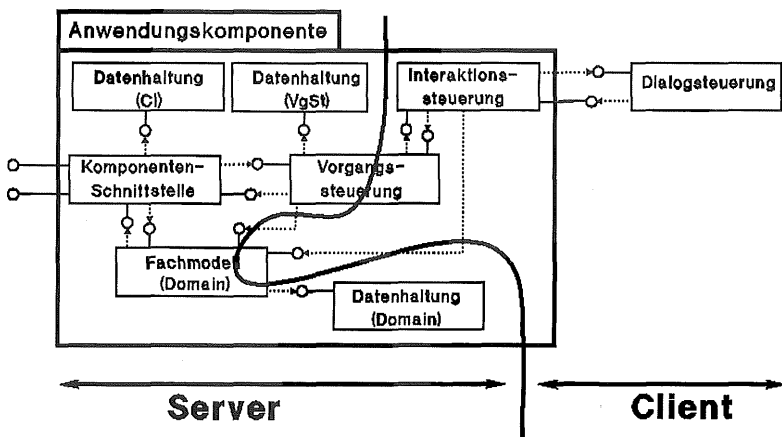 Anwendungskomponente
Datenhaltung
(CI)
Datenhaltung
(VgSt)
Interaktions-
steuerung
Dialogsteuerung
Komponenten-
Schnittstelle
Vorgangs-
steuerung
Fachmodell
(Domain)
Datenhaltung
(Domain)
Server
Client